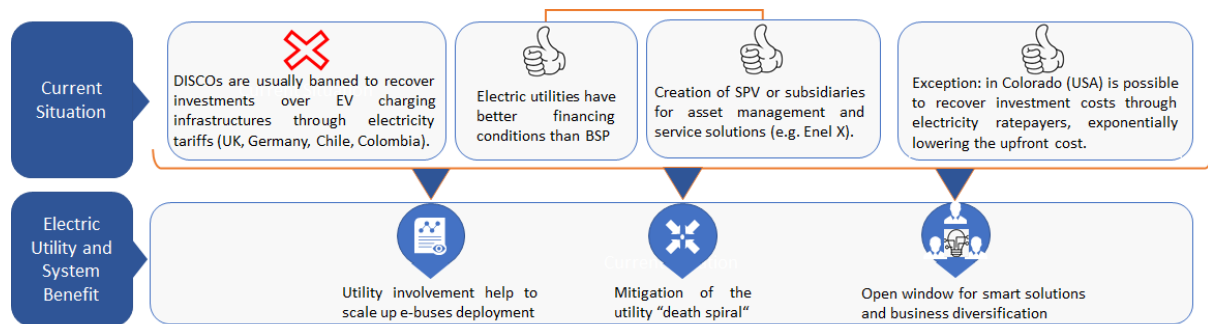 Current
Situation
DISCOs are usually banned to recover
investments over EV charging
infrastructures through electricity
tariffs (UK, Germany, Chile, Colombia).
Electric utilities have
better financing
conditions than BSP
Creation of SPV or subsidiaries
for asset management and
service solutions (e.g. Enel X).
Exception: in Colorado (USA) is possible
to recover investment costs through
electricity ratepayers, exponentially
lowering the upfront cost.
Electric
Utility and
System
Benefit
Utility involvement help to
scale up e-buses deployment
Mitigation of the
utility “death spiral“
Open window for smart solutions
and business diversification